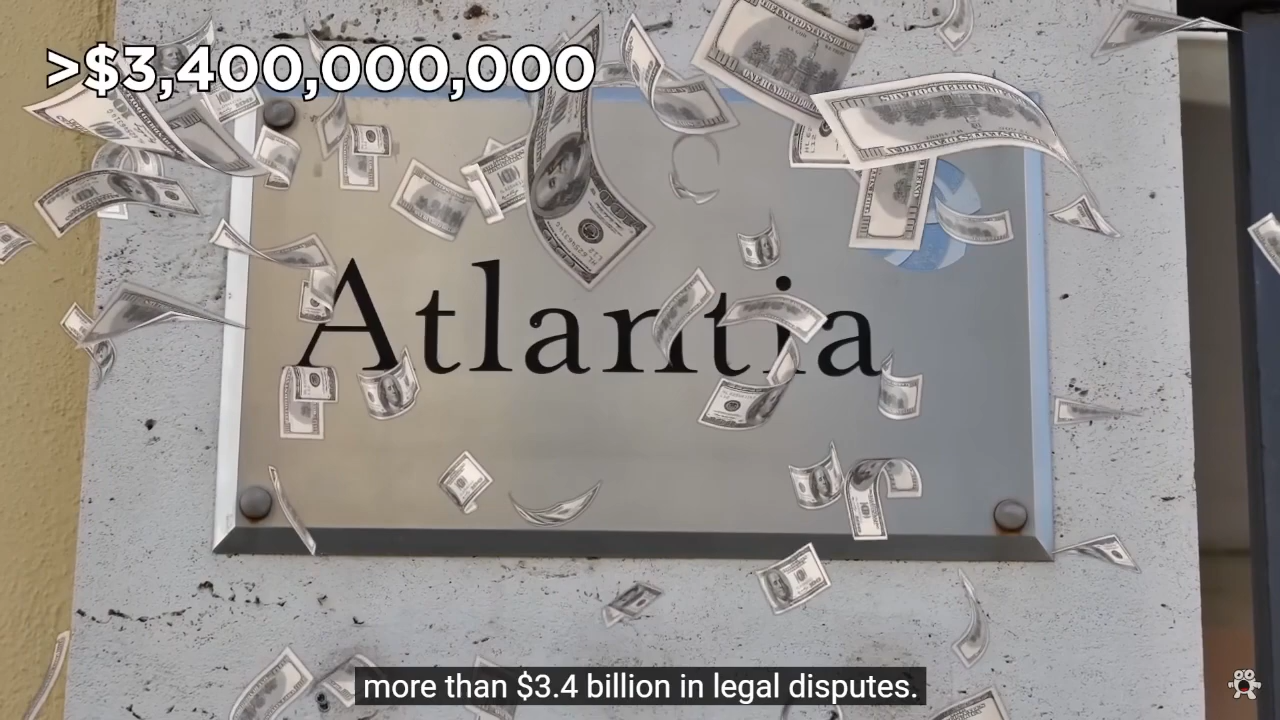 >$3,400,000,000
Atlantia
more than $3.4 billion in legal disputes.